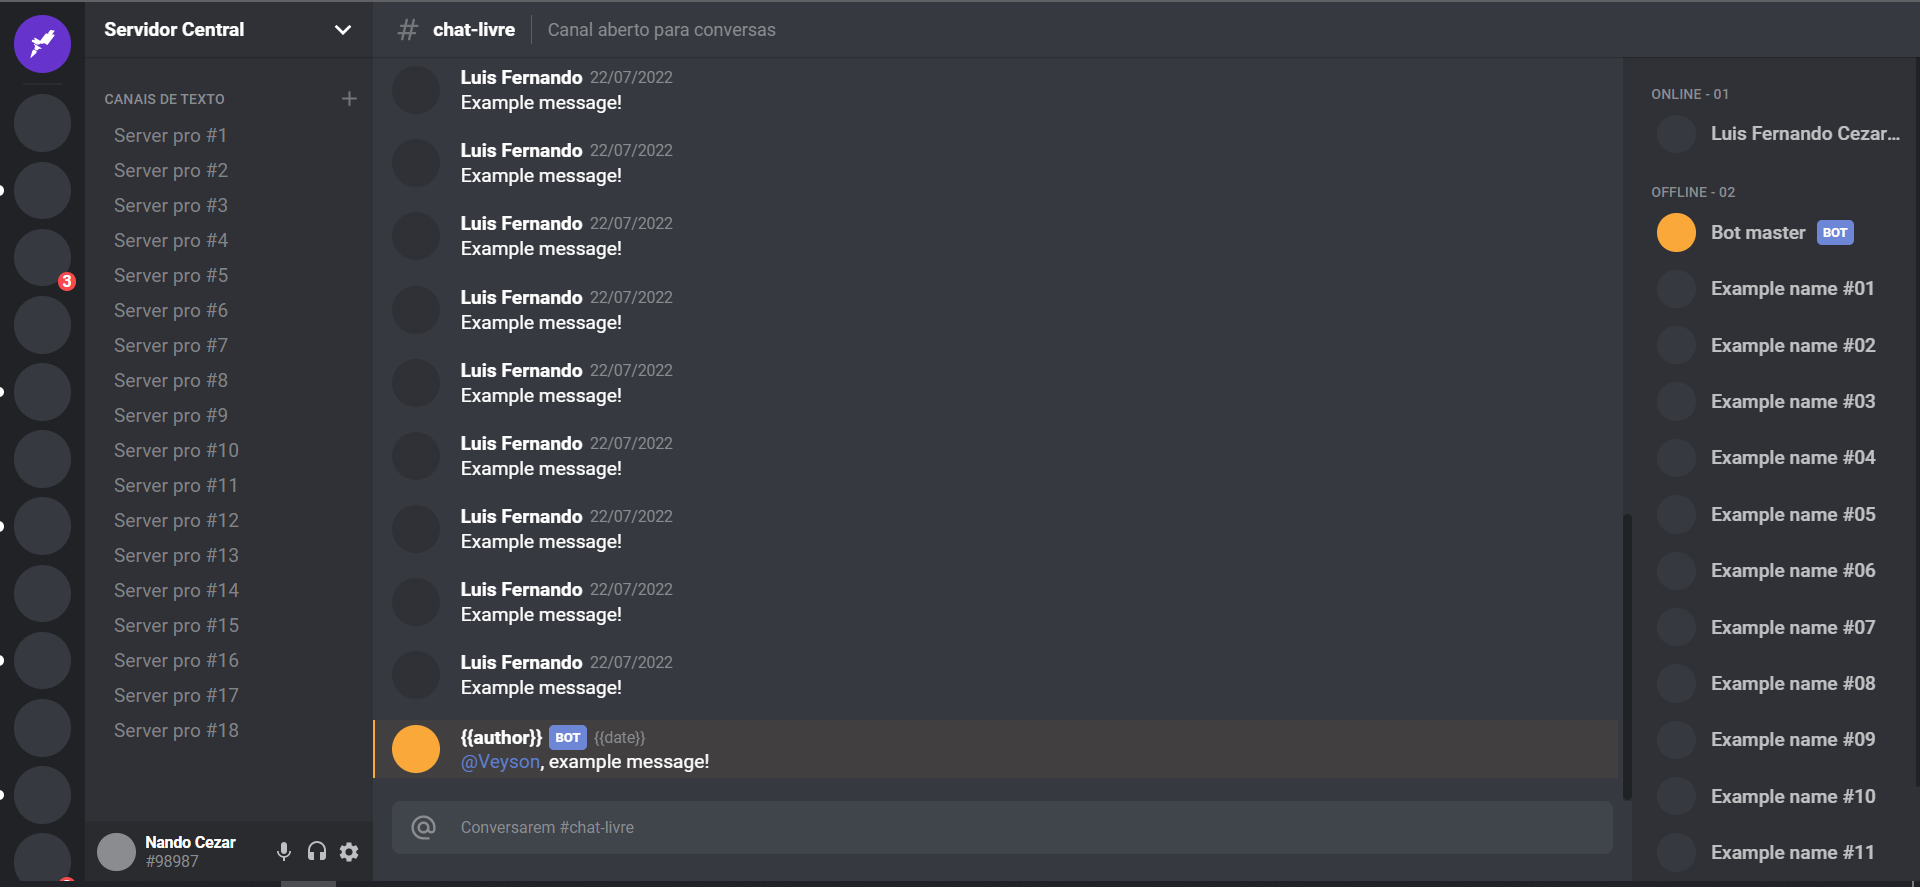 Servidor Central
# chat-livre
Canal aberto para conversas
3
CANAIS DE TEXTO
Server pro #1
Server pro #2
Server pro #3
Server pro #4
Server pro #5
Server pro #6
Server pro #7
Server pro #8
Server pro #9
Server pro #10
Server pro #11
Server pro #12
Server pro #13
Server pro #14
Server pro #15
Server pro #16
Server pro #17
Server pro #18
Nando Cezar
#98987
Luis Fernando 22/07/2022
Example message!
Luis Fernando 22/07/2022
Example message!
Luis Fernando 22/07/2022
Example message!
Luis Fernando 22/07/2022
Example message!
Luis Fernando 22/07/2022
Example message!
Luis Fernando 22/07/2022
Example message!
Luis Fernando 22/07/2022
Example message!
Luis Fernando 22/07/2022
Example message!
Luis Fernando 22/07/2022
Example message!
{{author}} BOT {{date}}
@Veyson, example message!
@ Conversarem #chat-livre
ONLINE - 01
Luis Fernando Cezar...
OFFLINE - 02
Bot master BOT
Example name #01
Example name #02
Example name #03
Example name #04
Example name #05
Example name #06
Example name #07
Example name #08
Example name #09
Example name #10
Example name #11